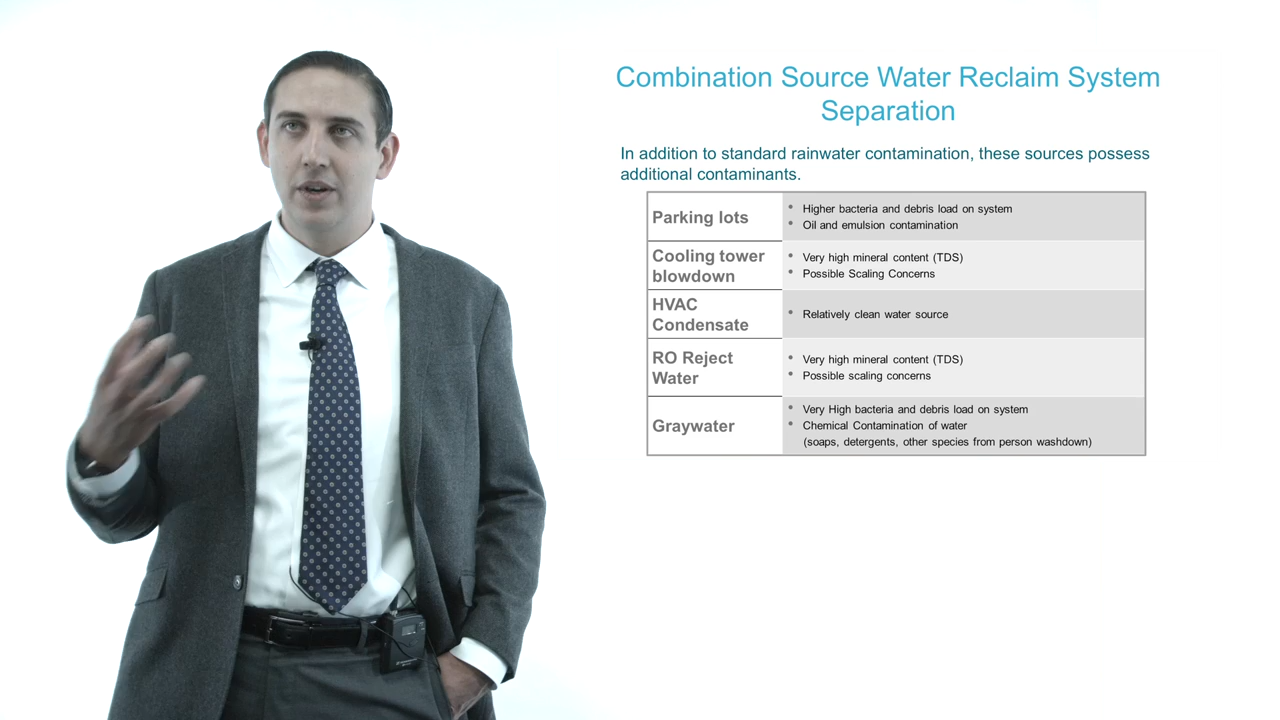 Combination Source Water Reclaim System
Separation
In addition to standard rainwater contamination, these sources possess
additional contaminants.
Parking lots
• Higher bacteria and debris load on system
• Oil and emulsion contamination
Cooling tower
blowdown
• Very high mineral content (TDS)
• Possible Scaling Concerns
HVAC
Condensate
• Relatively clean water source
RO Reject
Water
• Very high mineral content (TDS)
• Possible scaling concerns
Graywater
• Very High bacteria and debris load on system
• Chemical Contamination of water
(soaps, detergents, other species from person washdown)